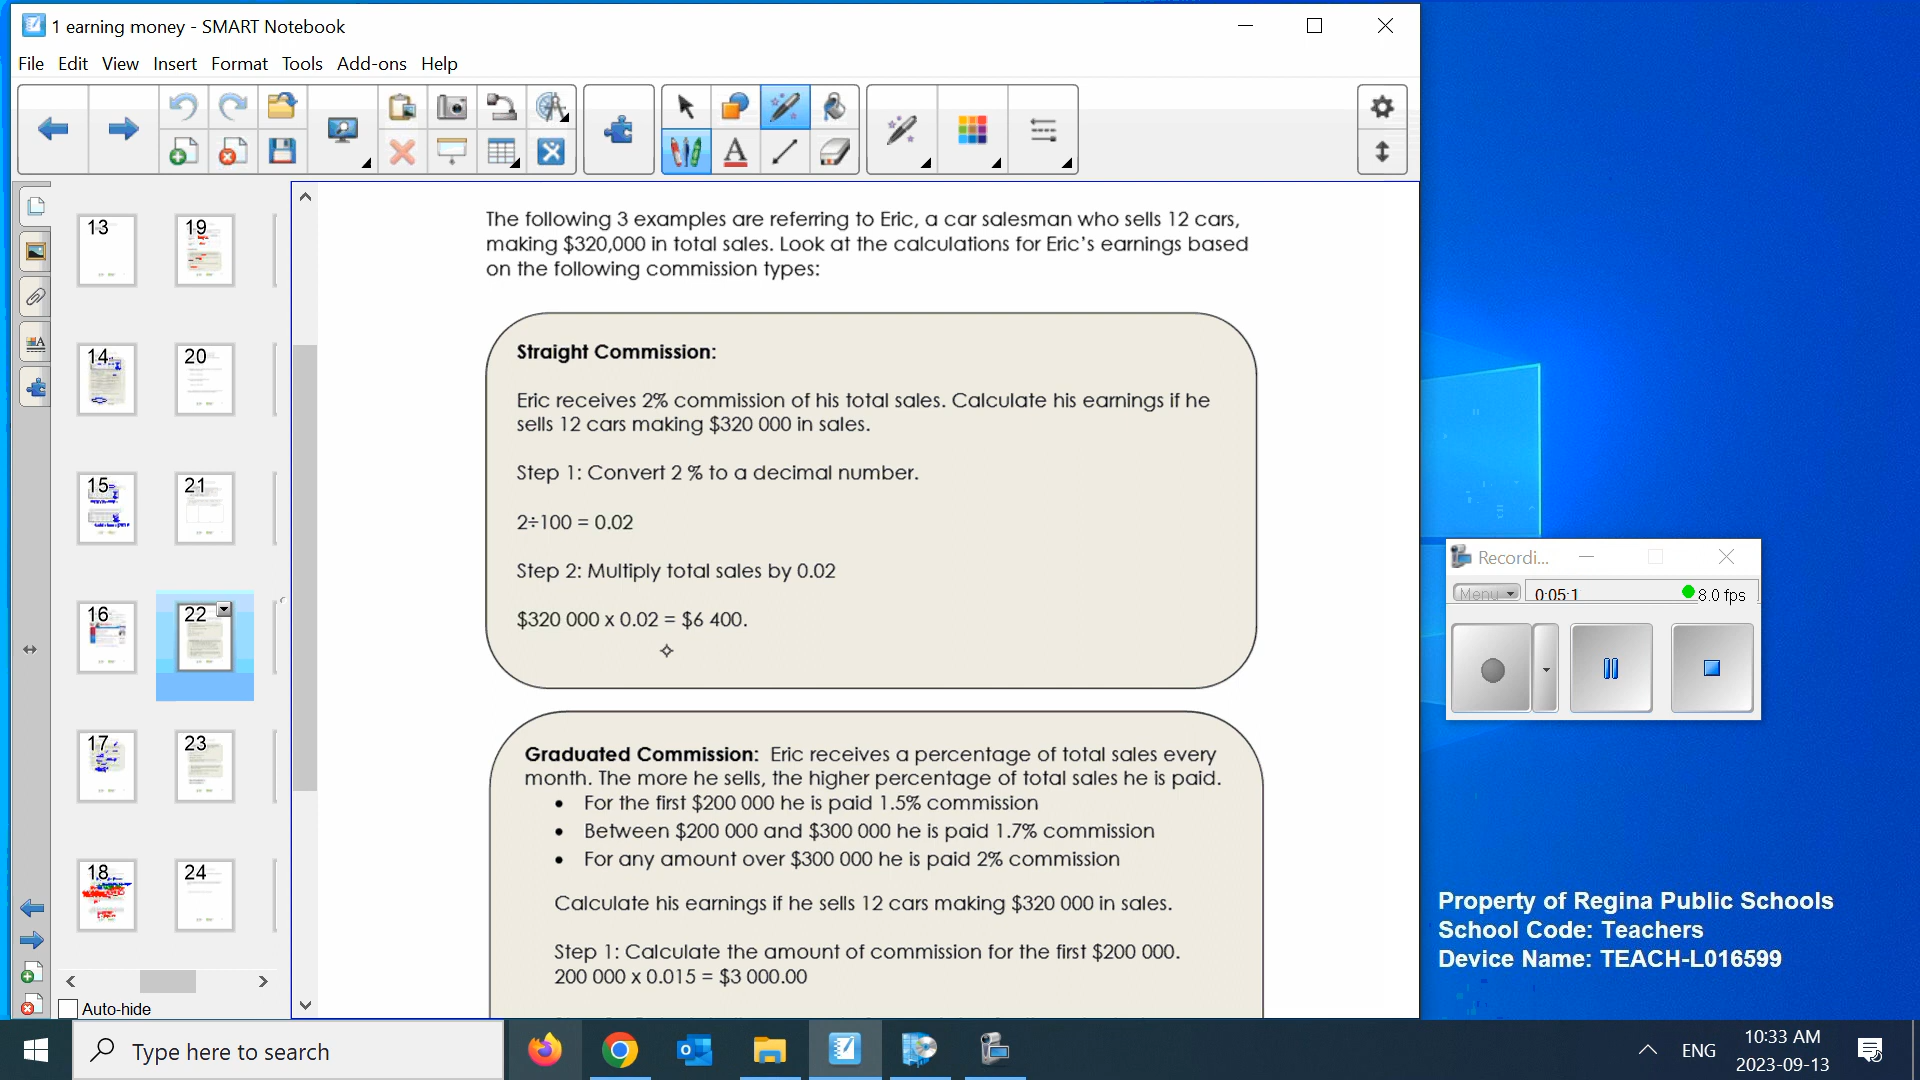 1 earning money - SMART Notebook
File Edit View Insert Format Tools Add-ons Help
13
19
14
20
15
21
16
22
17
23
18
24
Auto-hide
The following 3 examples are referring to Eric, a car salesman who sells 12 cars,
making $320,000 in total sales. Look at the calculations for Eric's earnings based
on the following commission types:
Straight Commission:
Eric receives 2% commission of his total sales. Calculate his earnings if he
sells 12 cars making $320 000 in sales.
Step 1: Convert 2 % to a decimal number.
2÷100 = 0.02
Step 2: Multiply total sales by 0.02
$320 000 x 0.02 = $6 400.
Graduated Commission: Eric receives a percentage of total sales every
month. The more he sells, the higher percentage of total sales he is paid.
• For the first $200 000 he is paid 1.5% commission
• Between $200 000 and $300 000 he is paid 1.7% commission
• For any amount over $300 000 he is paid 2% commission
Calculate his earnings if he sells 12 cars making $320 000 in sales.
Step 1: Calculate the amount of commission for the first $200 000.
200 000 x 0.015 = $3 000.00
Recordi...
Menu
0:05:1
8.0 fps
Property of Regina Public Schools
School Code: Teachers
Device Name: TEACH-L016599
Type here to search
ENG
10:33 AM
2023-09-13